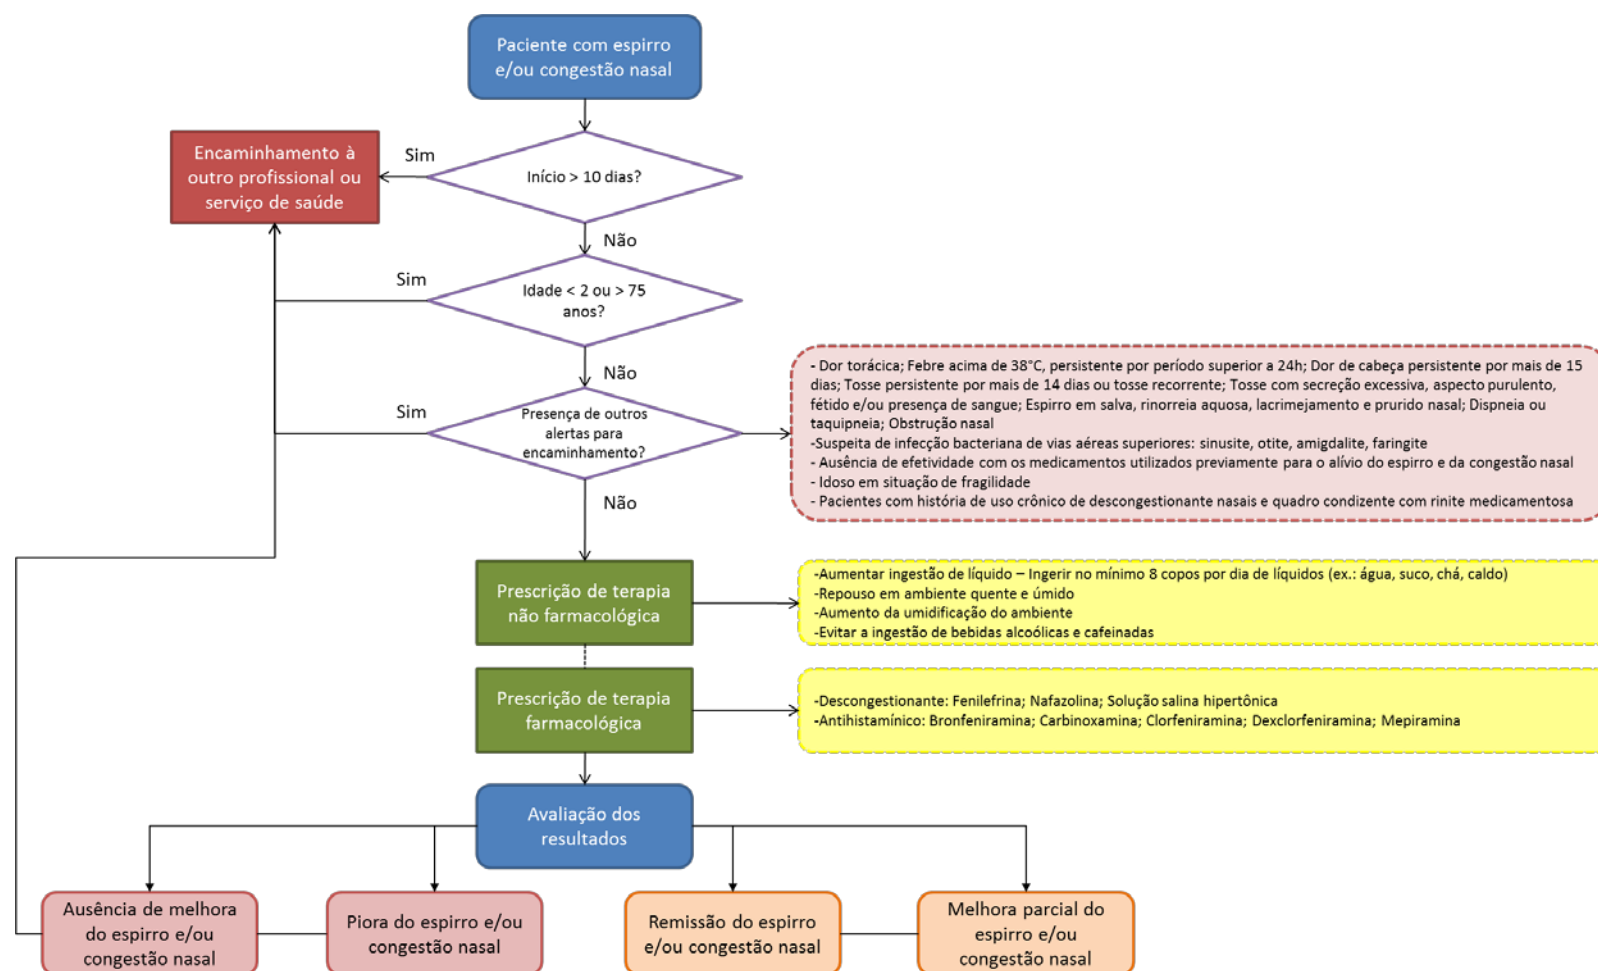 Paciente com espirro
e/ou congestão nasal
Encaminhamento à
outro profissional ou
serviço de saúde
Sim
Início > 10 dias?
Não
Sim
Idade < 2 ou > 75
anos?
Não
Sim
Presença de outros
alertas para
encaminhamento?
- Dor torácica; Febre acima de 38°C, persistente por período superior a 24h; Dor de cabeça persistente por mais de 15
dias; Tosse persistente por mais de 14 dias ou tosse recorrente; Tosse com secreção excessiva, aspecto purulento,
fétido e/ou presença de sangue; Espirro em salva, rinorreia aquosa, lacrimejamento e prurido nasal; Dispneia ou
taquipneia; Obstrução nasal
-Suspeita de infecção bacteriana de vias aéreas superiores: sinusite, otite, amigdalite, faringite
- Ausência de efetividade com os medicamentos utilizados previamente para o alívio do espirro e da congestão nasal
- Idoso em situação de fragilidade
- Pacientes com história de uso crônico de descongestionante nasais e quadro condizente com rinite medicamentosa
Não
Prescrição de terapia
não farmacológica
-Aumentar ingestão de líquido – Ingerir no mínimo 8 copos por dia de líquidos (ex.: água, suco, chá, caldo)
-Repouso em ambiente quente e úmido
-Aumento da umidificação do ambiente
-Evitar a ingestão de bebidas alcoólicas e cafeinadas
Prescrição de terapia
farmacológica
-Descongestionante: Fenilefrina; Nafazolina; Solução salina hipertônica
-Antihistamínico: Bronfeniramina; Carbinoxamina; Clorfeniramina; Dexclorfeniramina; Mepiramina
Avaliação dos
resultados
Ausência de melhora
do espirro e/ou
congestão nasal
Piora do espirro e/ou
congestão nasal
Remissão do espirro
e/ou congestão nasal
Melhora parcial do
espirro e/ou
congestão nasal